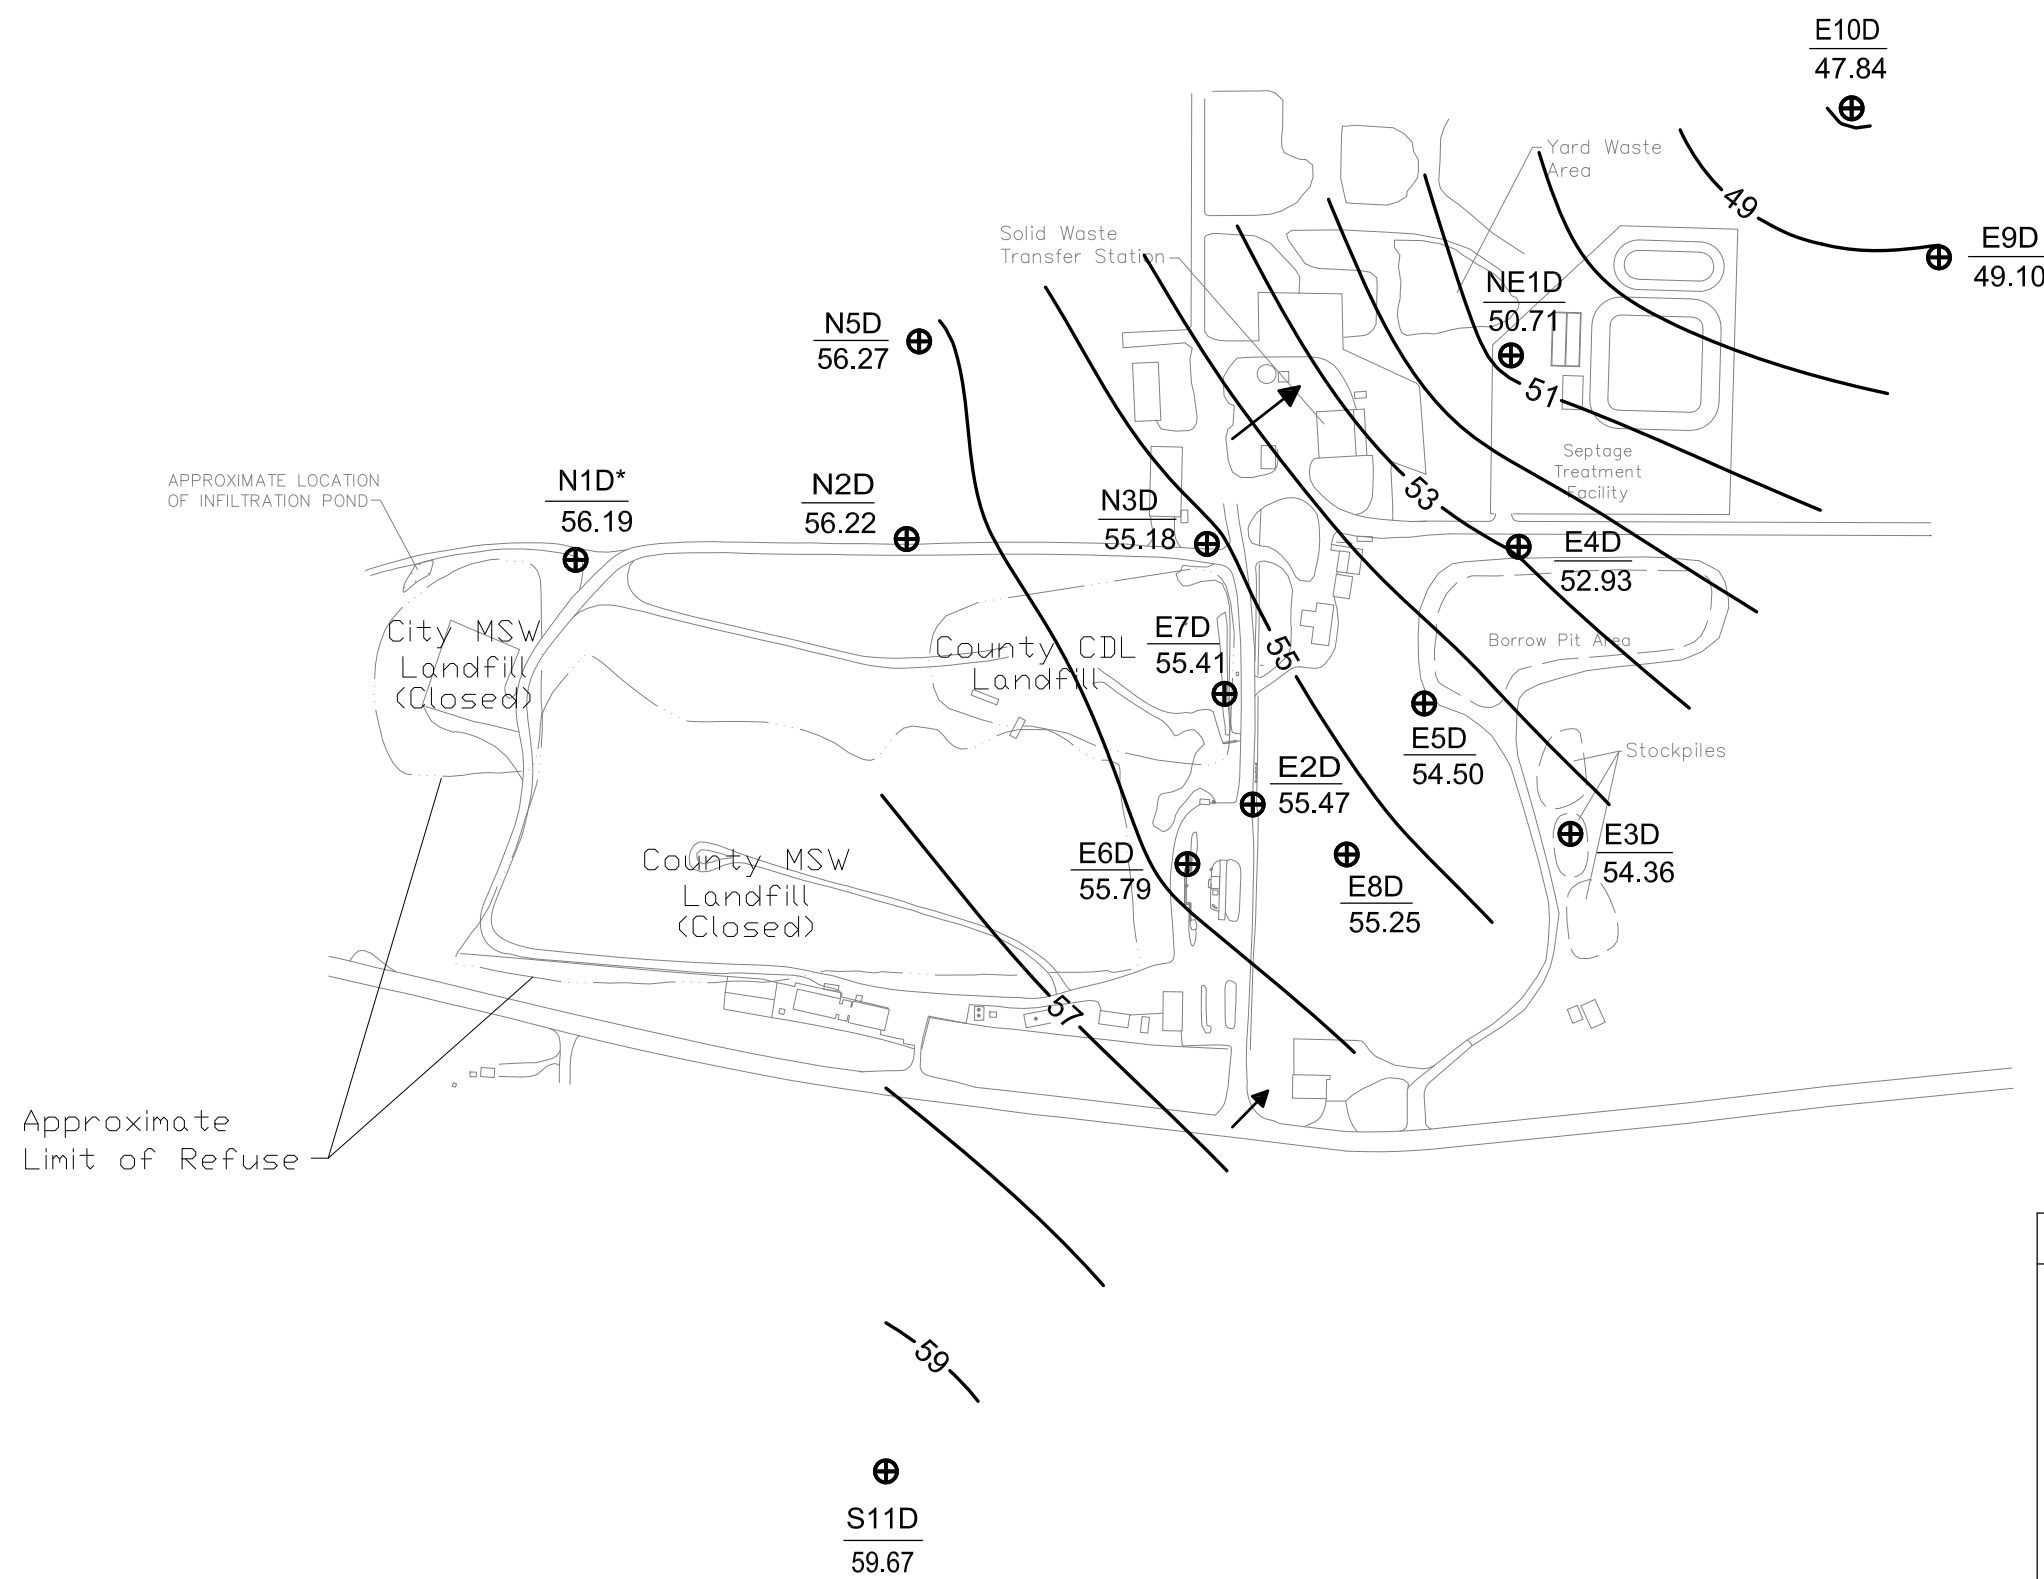 E10D
47.84
Yard Waste
Area
49
E9D
49.10
Solid Waste
Transfer Station
NE1D
50.71
N5D
56.27
51
APPROXIMATE LOCATION
OF INFILTRATION POND
N1D*
56.19
N2D
56.22
N3D
55.18
53
Septage
Treatment
Facility
E4D
52.93
City MSW
Landfill
(Closed)
County CDL
Landfill
E7D
55.41
55
Borrow Pit Area
E5D
54.50
Stockpiles
E2D
55.47
County MSW
Landfill
(Closed)
E6D
55.79
E8D
55.25
E3D
54.36
57
Approximate
Limit of Refuse
59
S11D
59.67